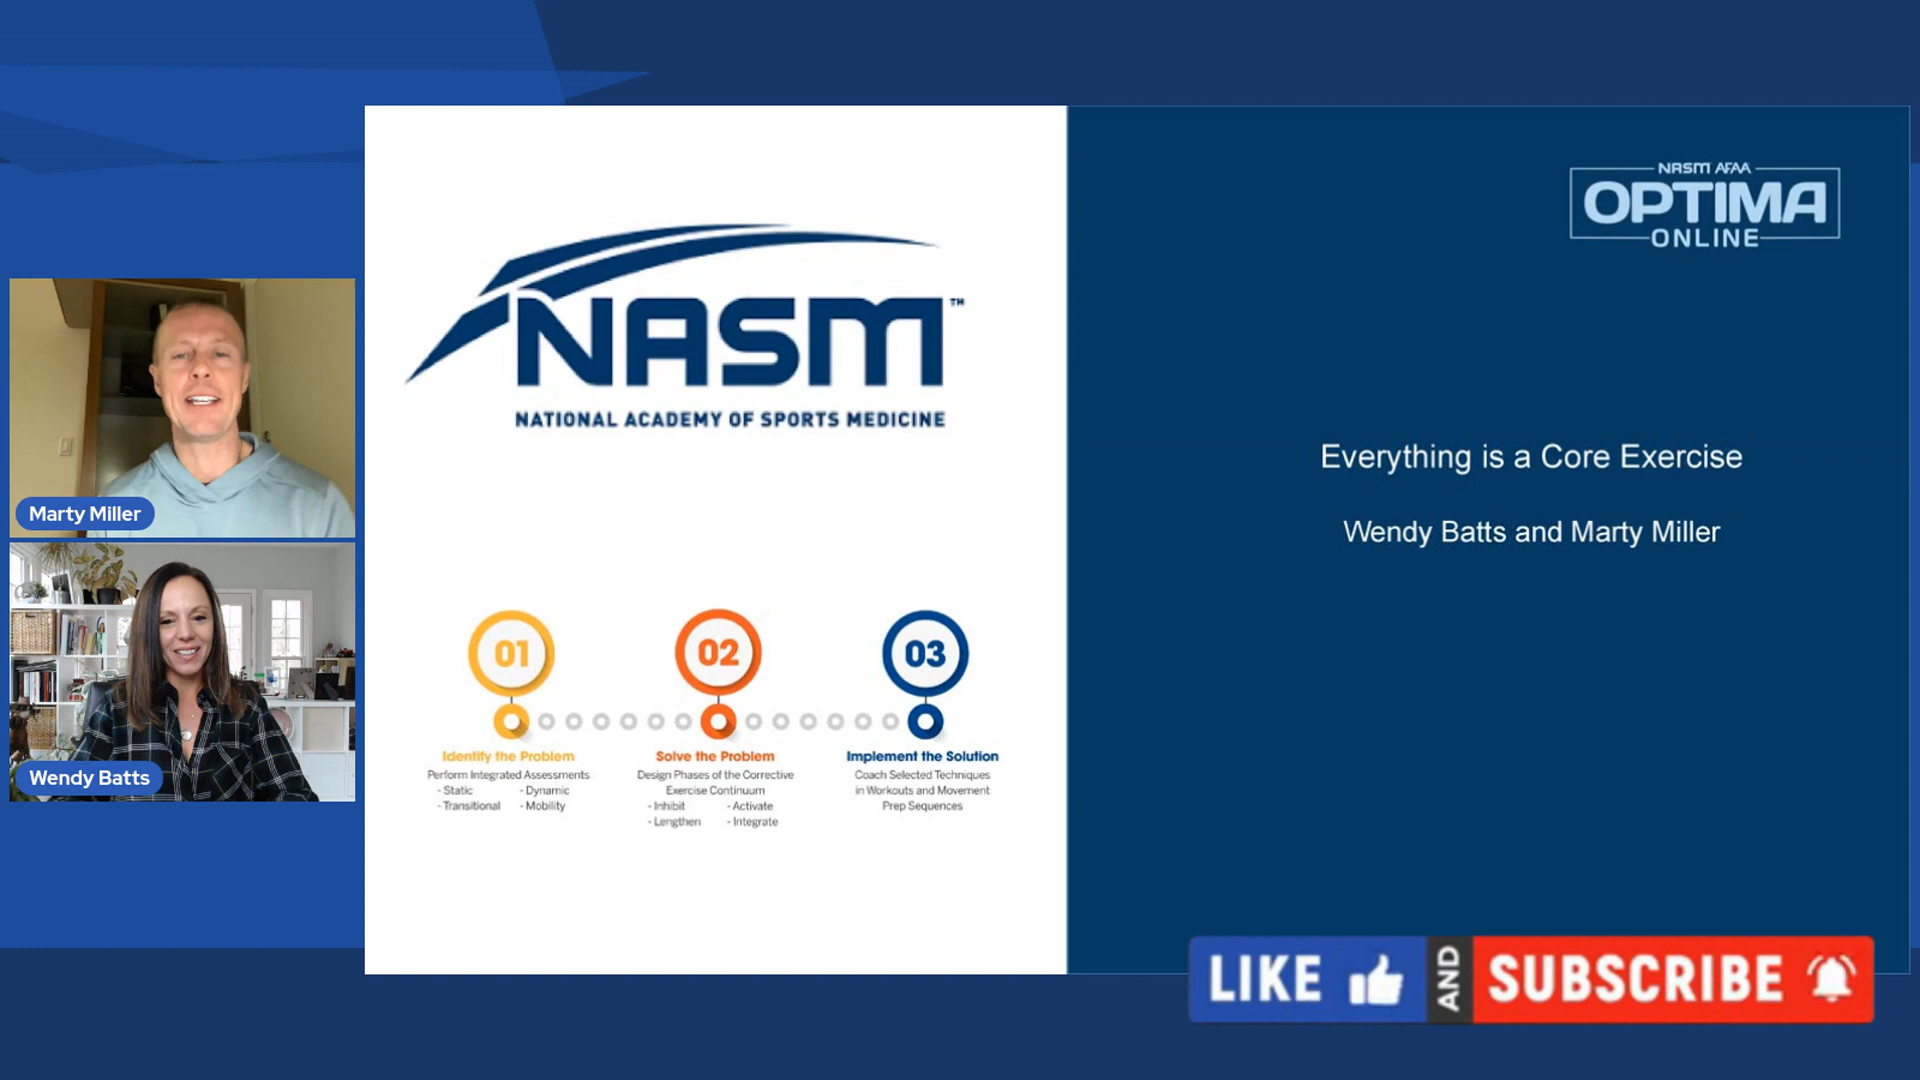 NASM AFAA
OPTIMA
ONLINE
NASM™
NATIONAL ACADEMY OF SPORTS MEDICINE
Everything is a Core Exercise
Wendy Batts and Marty Miller
Marty Miller
Wendy Batts
01
02
03
Identify the Problem
Perform Integrated Assessments
- Static - Dynamic
- Transitional - Mobility
Solve the Problem
Design Phases of the Corrective
Exercise Continuum
- Inhibit - Activate
- Lengthen - Integrate
Implement the Solution
Coach Selected Techniques
in Workouts and Movement
Prep Sequences
LIKE AND SUBSCRIBE